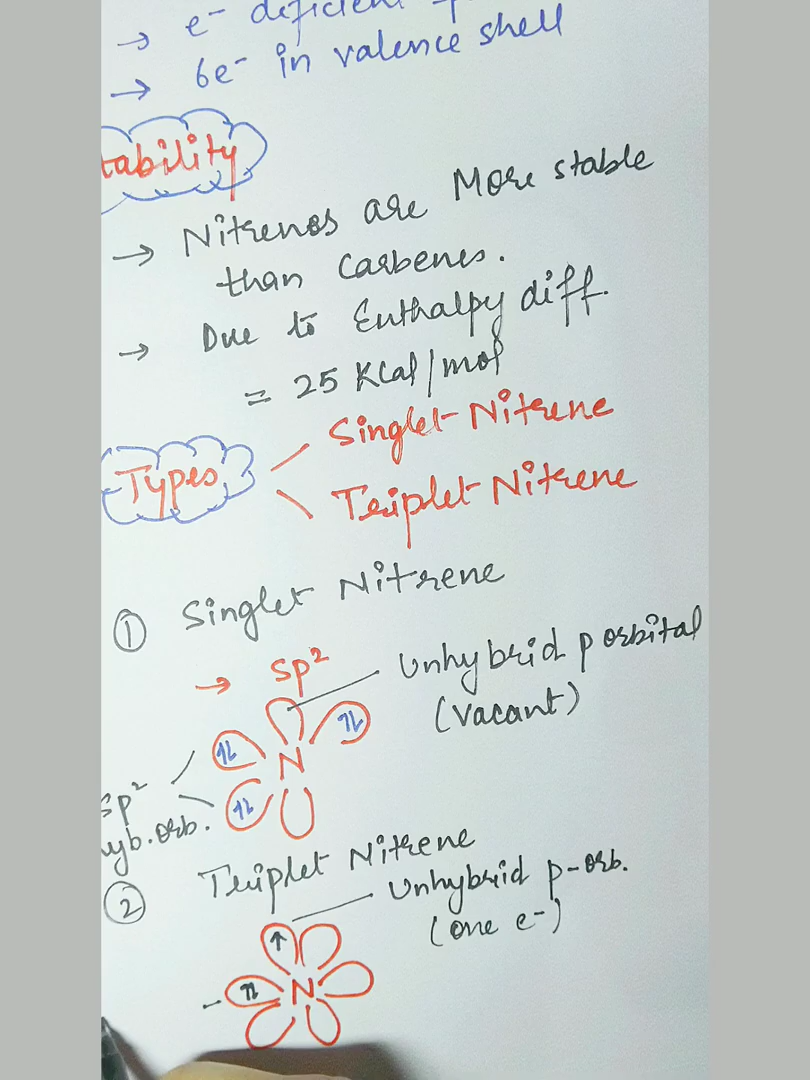 → e- deficient
→ 6e- in valence shell
tability
→ Nitrenes are More stable
than Carbenes.
→ Due to Enthalpy diff.
= 25 Kcal/mol
Types
Singlet Nitrene
Triplet Nitrene
① Singlet Nitrene
→ Sp²
Unhybrid p orbital
(Vacant)
⥮ ⥮
N
⥮
Sp²
hyb. orb.
② Triplet Nitrene
Unhybrid p-orb.
(one e-)
↑
⥮ N